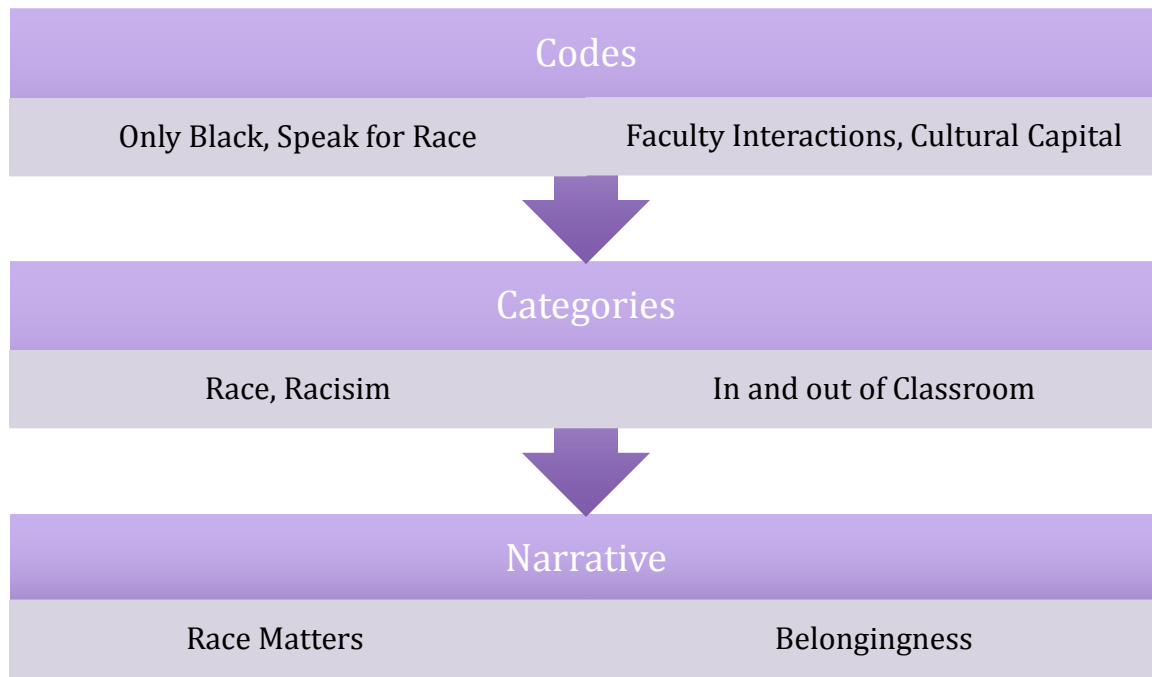 Codes
Only Black, Speak for Race
Faculty Interactions, Cultural Capital
Categories
Race, Racisim
In and out of Classroom
Narrative
Race Matters
Belongingness